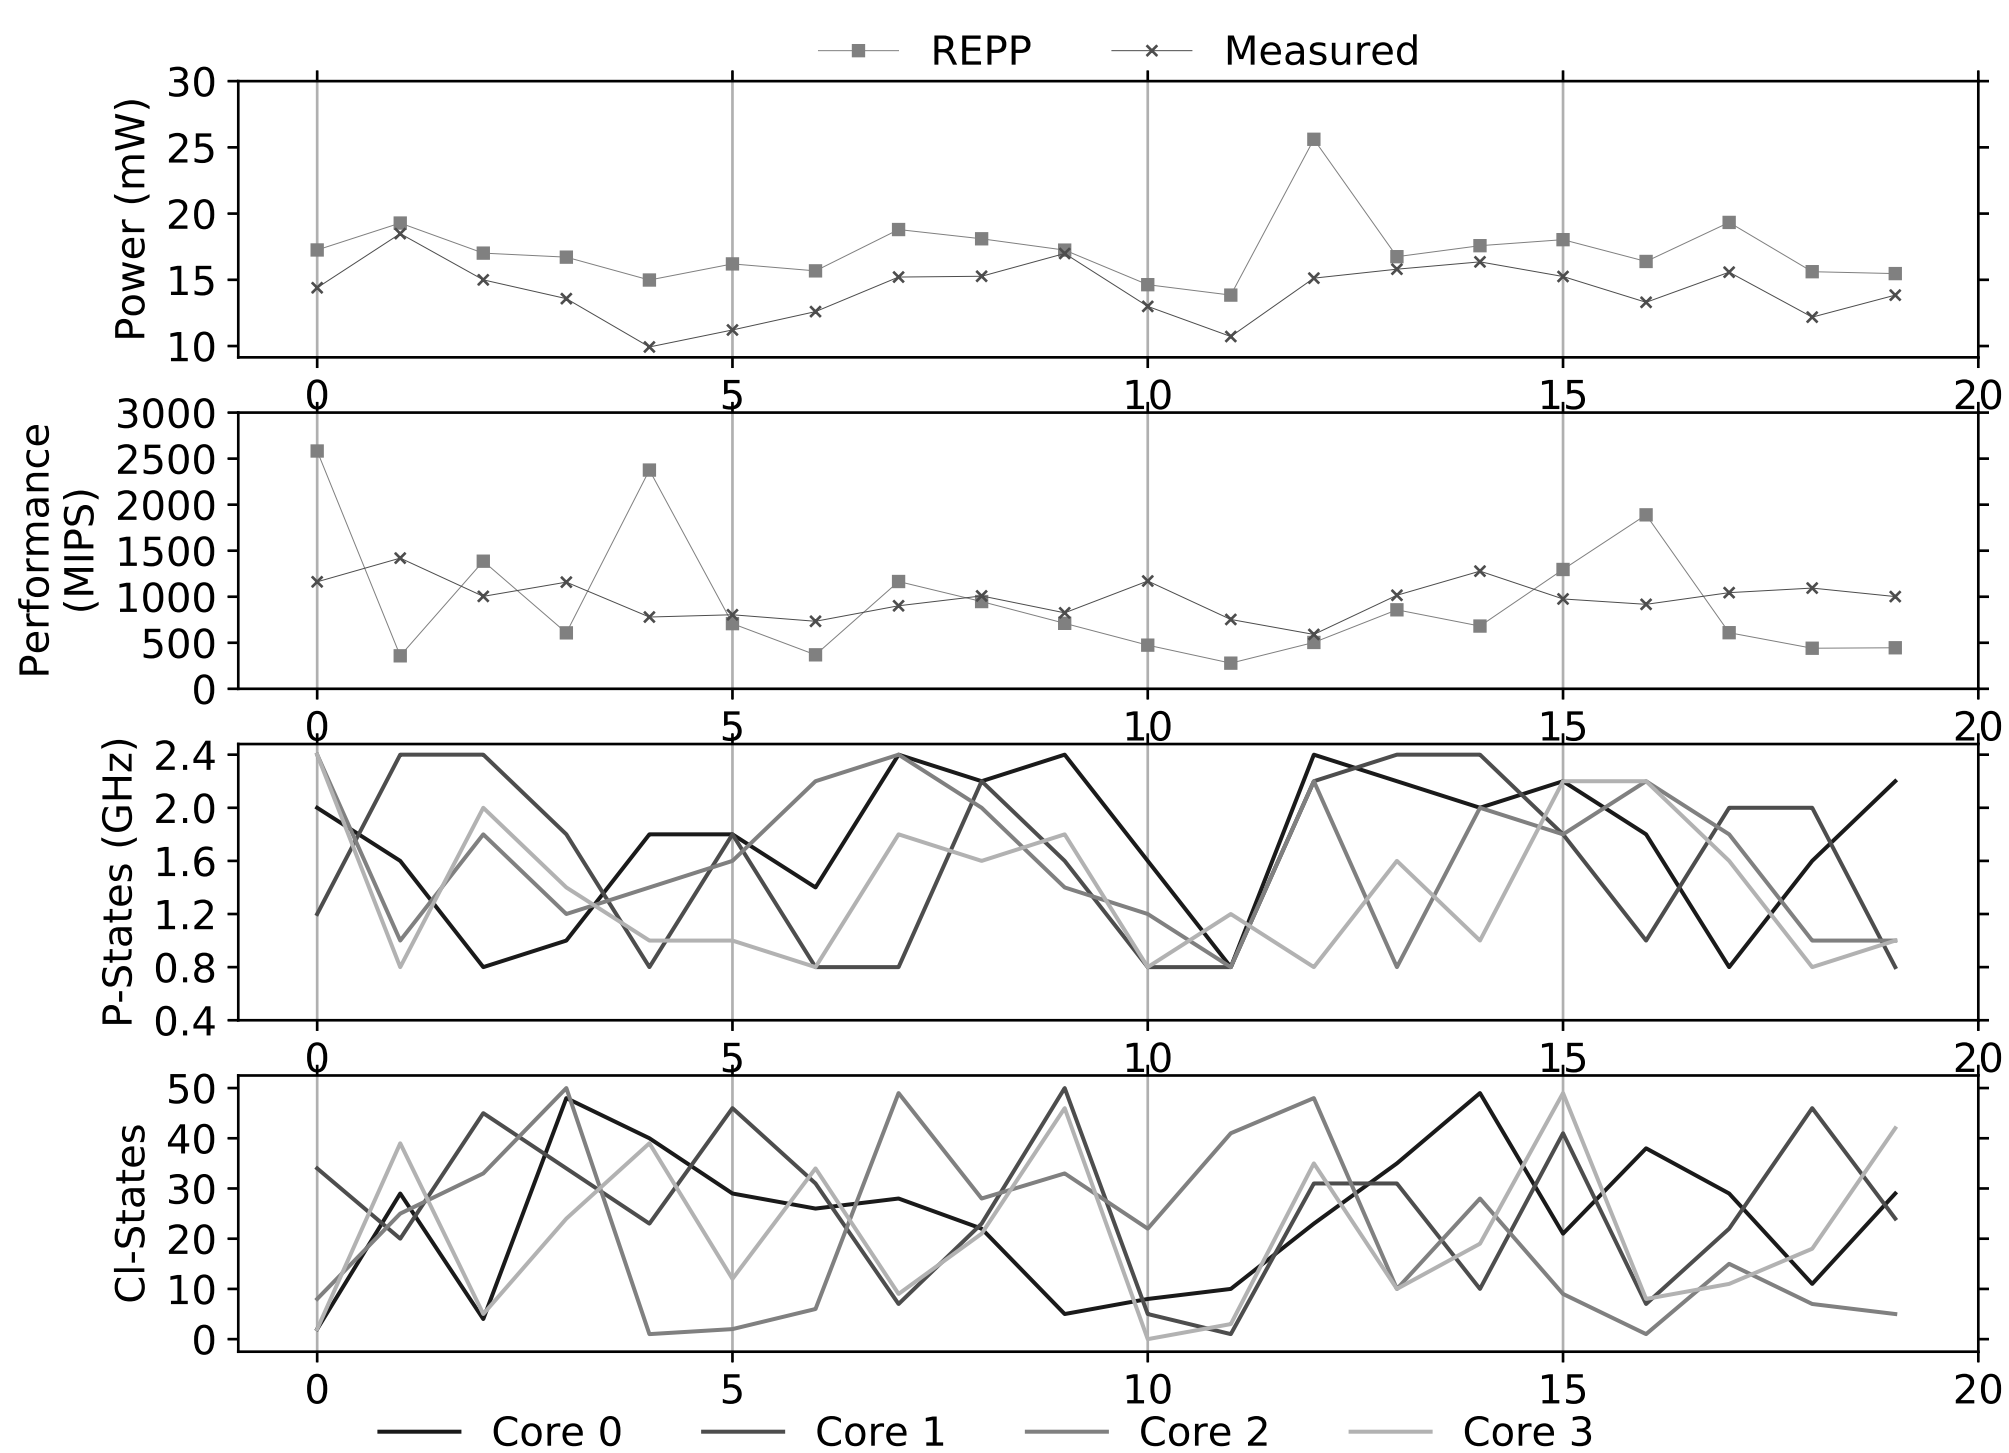 REPP Measured
30
25
20
15
10
Power (mW)
0 5 10 15 20
3000
2500
2000
1500
1000
500
0
Performance
(MIPS)
0 5 10 15 20
2.4
2.0
1.6
1.2
0.8
0.4
P-States (GHz)
0 5 10 15 20
50
40
30
20
10
0
CI-States
0 5 10 15 20
Core 0 Core 1 Core 2 Core 3